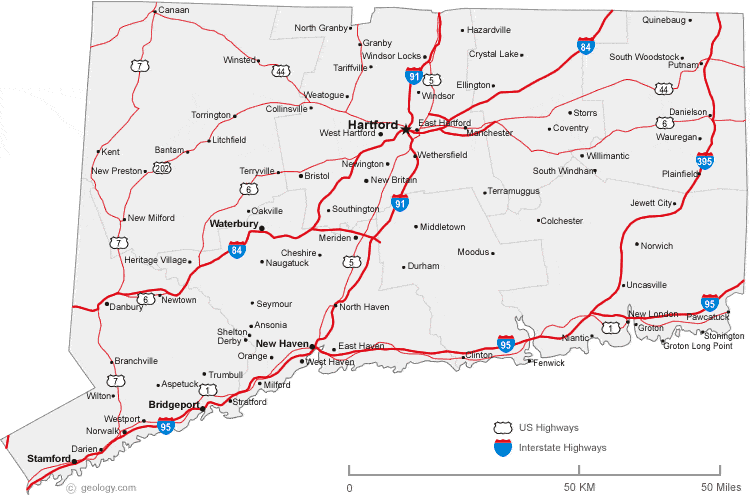 Canaan
North Granby
Granby
Hazardville
Quinebaug
7
Winsted
44
Windsor Locks
Tariffville
Crystal Lake
84
South Woodstock
Putnam
91
5
Ellington
44
Weatogue
Windsor
Collinsville
Torrington
Storrs
Danielson
Hartford
East Hartford
6
West Hartford
Manchester
Coventry
Wauregan
Litchfield
Kent
Bantam
Wethersfield
Willimantic
395
New Preston
202
Terryville
Newington
South Windham
Plainfield
Bristol
New Britain
6
Terramuggus
91
Jewett City
New Milford
Oakville
Southington
Waterbury
Middletown
Colchester
7
84
Meriden
Norwich
Heritage Village
Cheshire
Naugatuck
5
Durham
Moodus
Uncasville
6
Newtown
Danbury
Seymour
North Haven
95
New London
Pawcatuck
Ansonia
1
Groton
Shelton
Derby
New Haven
East Haven
95
Niantic
Stonington
Groton Long Point
Orange
West Haven
Clinton
Fenwick
Branchville
Trumbull
7
Aspetuck
1
Milford
Wilton
Bridgeport
Stratford
Westport
95
Norwalk
Darien
Stamford
US Highways
Interstate Highways
© geology.com
0
50 KM
50 Miles